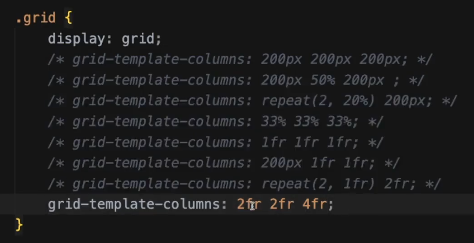 .grid {
display: grid;
/* grid-template-columns: 200px 200px 200px; */
/* grid-template-columns: 200px 50% 200px ; */
/* grid-template-columns: repeat(2, 20%) 200px; */
/* grid-template-columns: 33% 33% 33%; */
/* grid-template-columns: 1fr 1fr 1fr; */
/* grid-template-columns: 200px 1fr 1fr; */
/* grid-template-columns: repeat(2, 1fr) 2fr; */
grid-template-columns: 2fr 2fr 4fr;
}